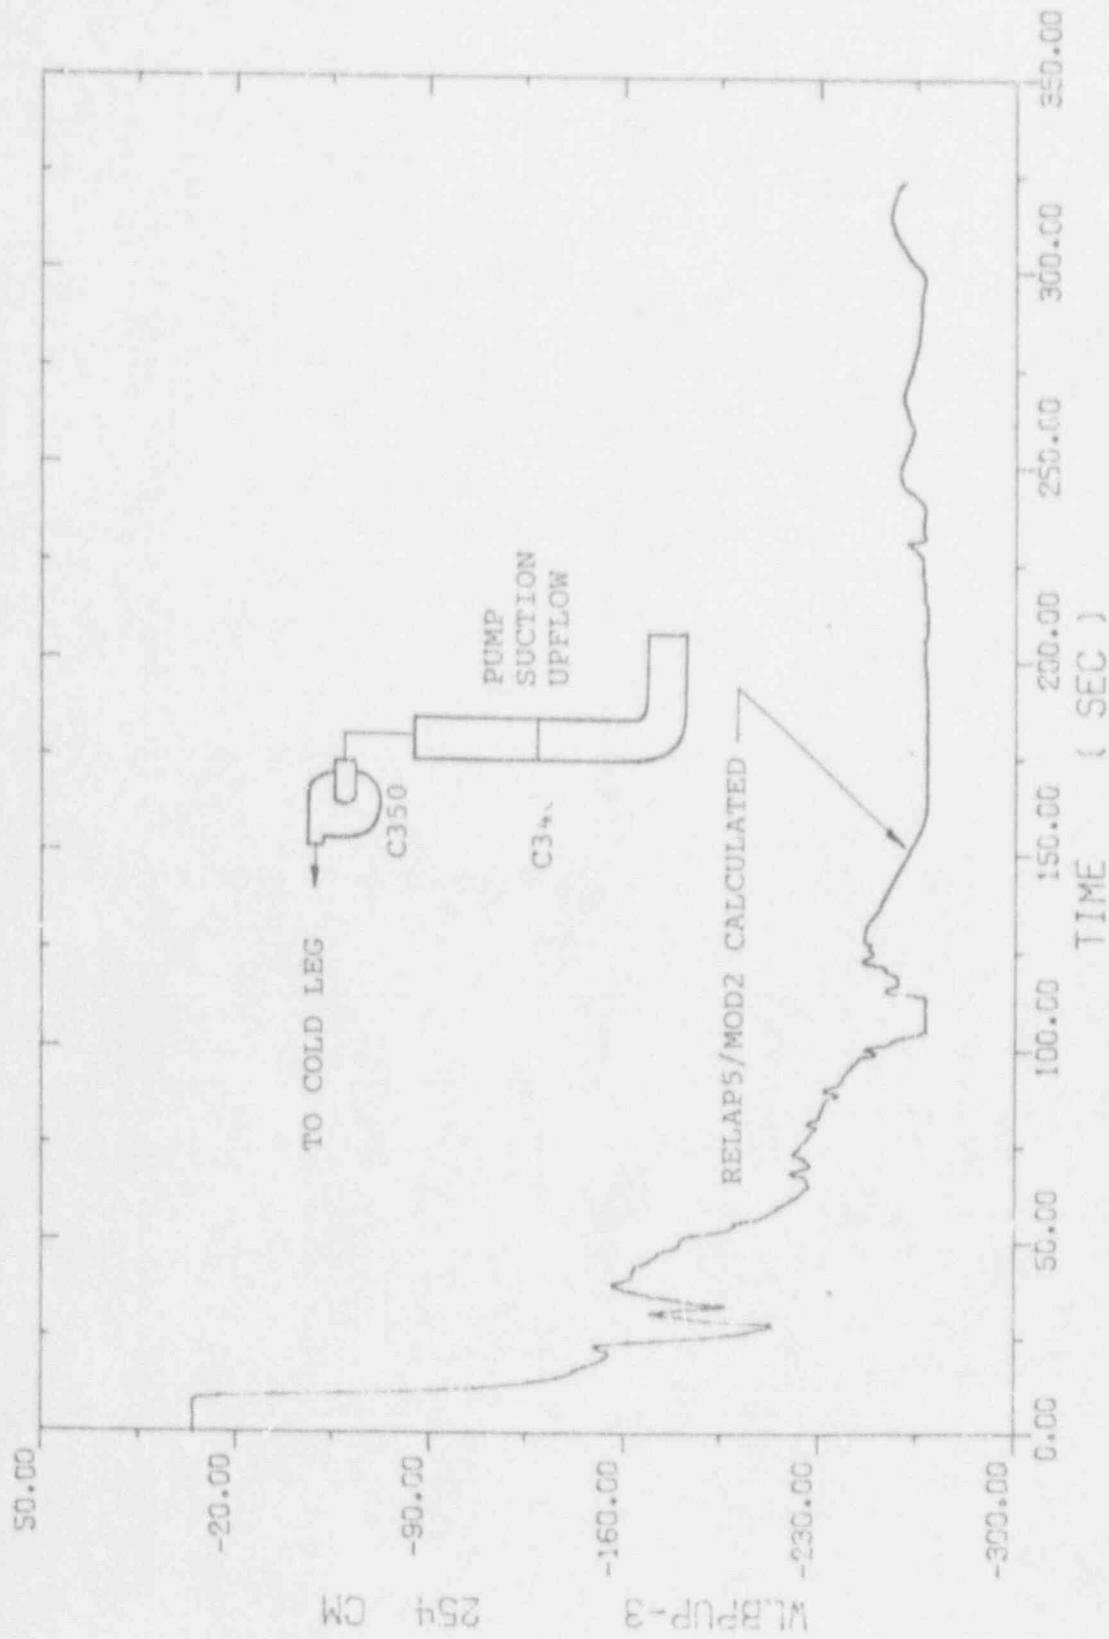 50.00
-20.00
-90.00
-160.00
-230.00
-300.00
254 CM
TO COLD LEG
C350
PUMP
SUCTION
UPFLOW
RELAP5/MOD2 CALCULATED
0.00 50.00 100.00 150.00 200.00 250.00 300.00 350.00
TIME ( SEC )